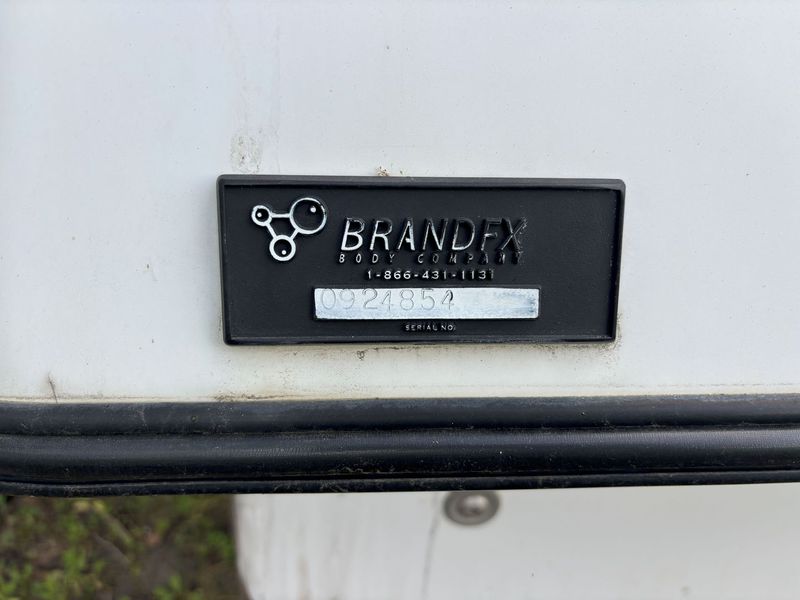 BRANDFX
BODY COMPANY
1-866-431-1131
0924854
SERIAL NO.